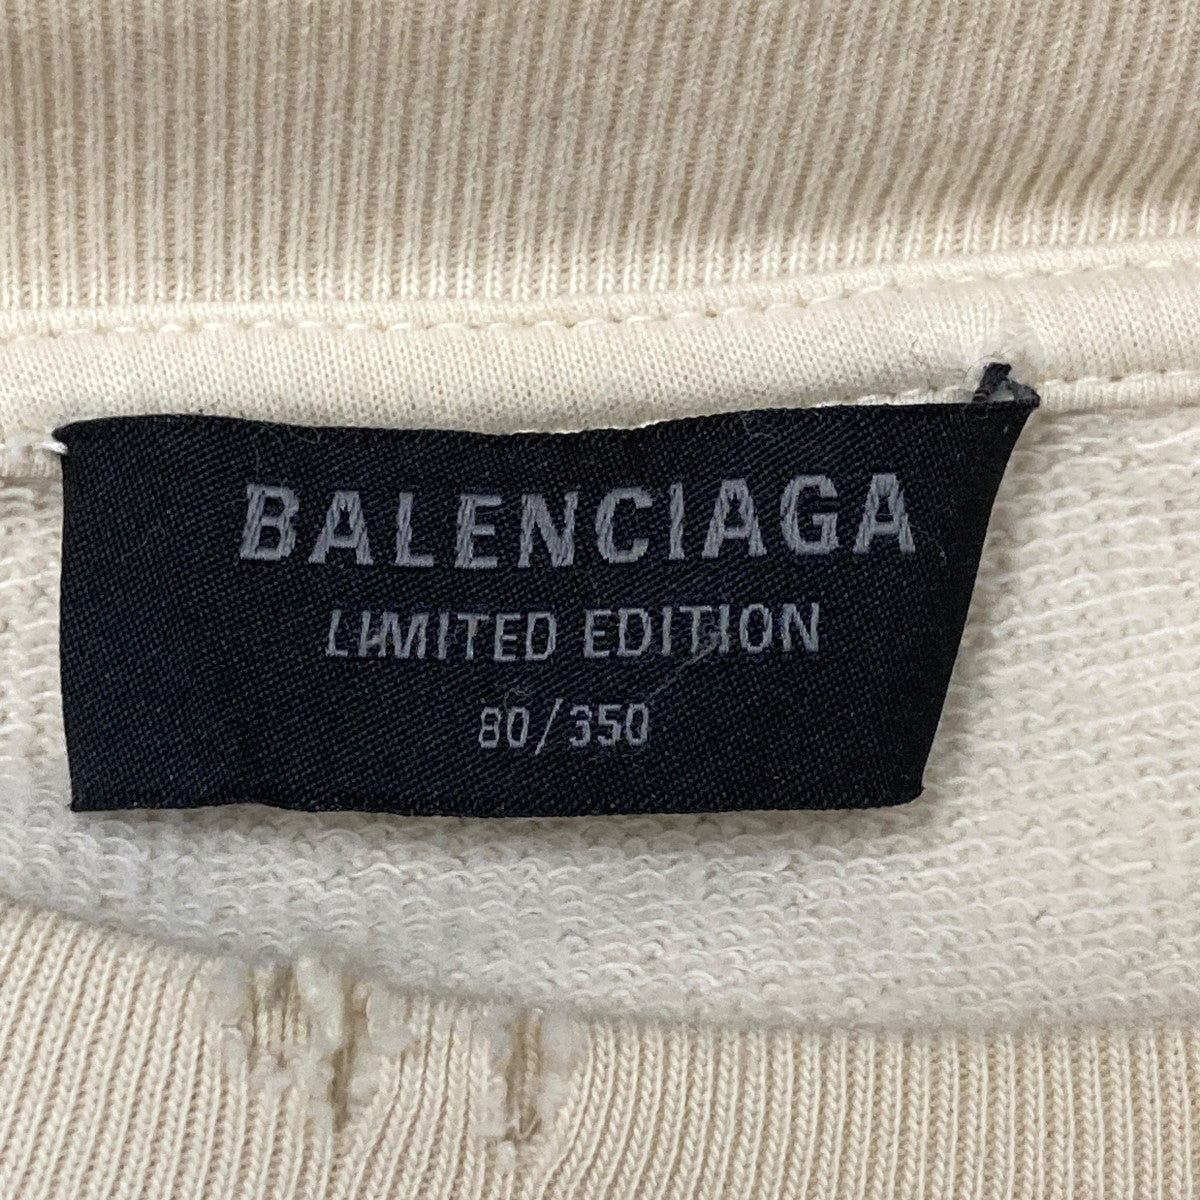 BALENCIAGA
LIMITED EDITION
80/350